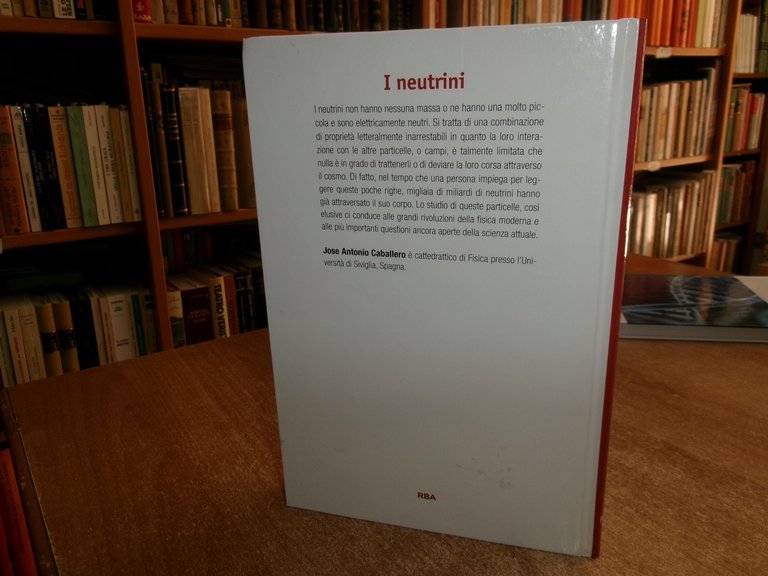 I neutrini
I neutrini non hanno nessuna massa o ne hanno una molto pic-
cola e sono elettricamente neutri. Si tratta di una combinazione
di proprietà letteralmente inarrestabili in quanto la loro intera-
zione con le altre particelle, o campi, è talmente limitata che
nulla è in grado di trattenerli o di deviare la loro corsa attraverso
il cosmo. Di fatto, nel tempo che una persona impiega per leg-
gere queste poche righe, migliaia di miliardi di neutrini hanno
già attraversato il suo corpo. Lo studio di queste particelle, così
elusive ci conduce alle grandi rivoluzioni della fisica moderna e
alle più importanti questioni ancora aperte della scienza attuale.
Jose Antonio Caballero è cattedrattico di Fisica presso l'Uni-
versità di Siviglia, Spagna.
RBA
TEATRO